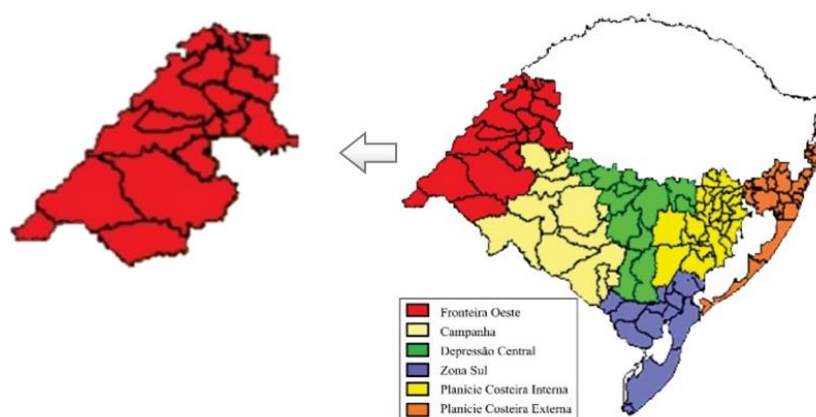 Fronteira Oeste
Campanha
Depressão Central
Zona Sul
Planície Costeira Interna
Planície Costeira Externa